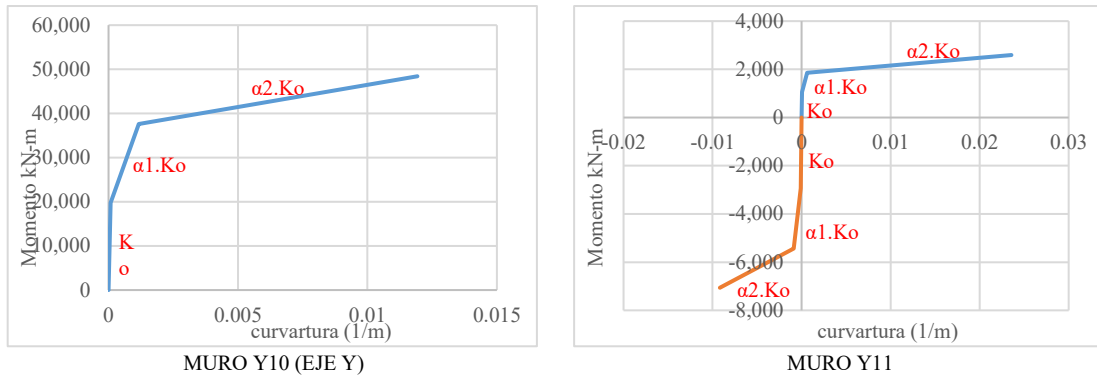 60,000
50,000
40,000
30,000
20,000
10,000
0
Momento kN-m
α2.Ko
α1.Ko
K
o
0
0.005
0.01
0.015
curvartura (1/m)
MURO Y10 (EJE Y)
4,000
2,000
0
-2,000
-4,000
-6,000
-8,000
Momento kN-m
α2.Ko
α1.Ko
Ko
-0.02
-0.01
0
0.01
0.02
0.03
Ko
α1.Ko
α2.Ko
curvartura (1/m)
MURO Y11